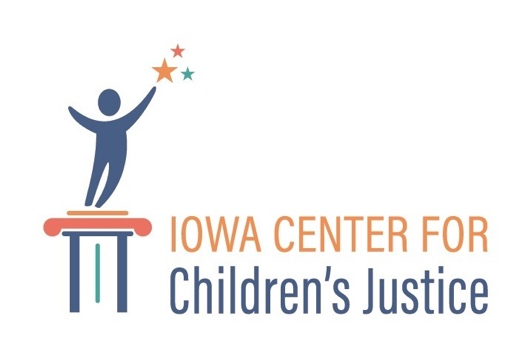 IOWA CENTER FOR
Children's Justice